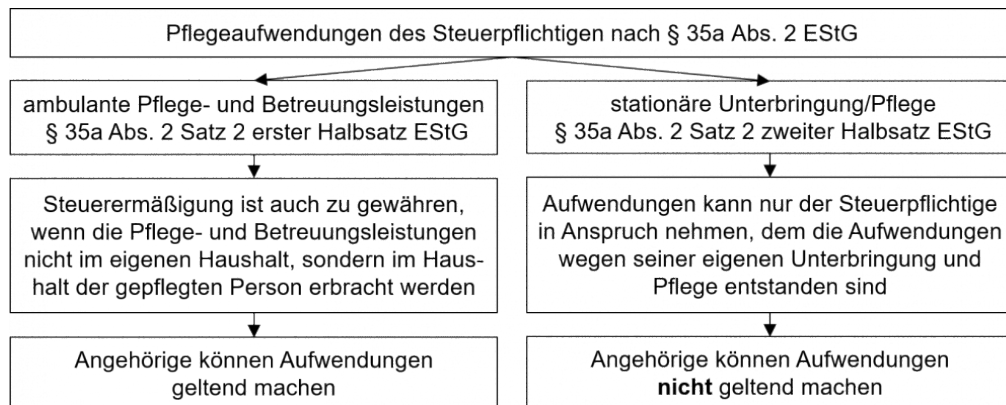 Pflegeaufwendungen des Steuerpflichtigen nach § 35a Abs. 2 EStG
ambulante Pflege- und Betreuungsleistungen
§ 35a Abs. 2 Satz 2 erster Halbsatz EStG
stationäre Unterbringung/Pflege
§ 35a Abs. 2 Satz 2 zweiter Halbsatz EStG
Steuerermäßigung ist auch zu gewähren,
wenn die Pflege- und Betreuungsleistungen
nicht im eigenen Haushalt, sondern im Haus-
halt der gepflegten Person erbracht werden
Aufwendungen kann nur der Steuerpflichtige
in Anspruch nehmen, dem die Aufwendungen
wegen seiner eigenen Unterbringung und
Pflege entstanden sind
Angehörige können Aufwendungen
geltend machen
Angehörige können Aufwendungen
nicht geltend machen